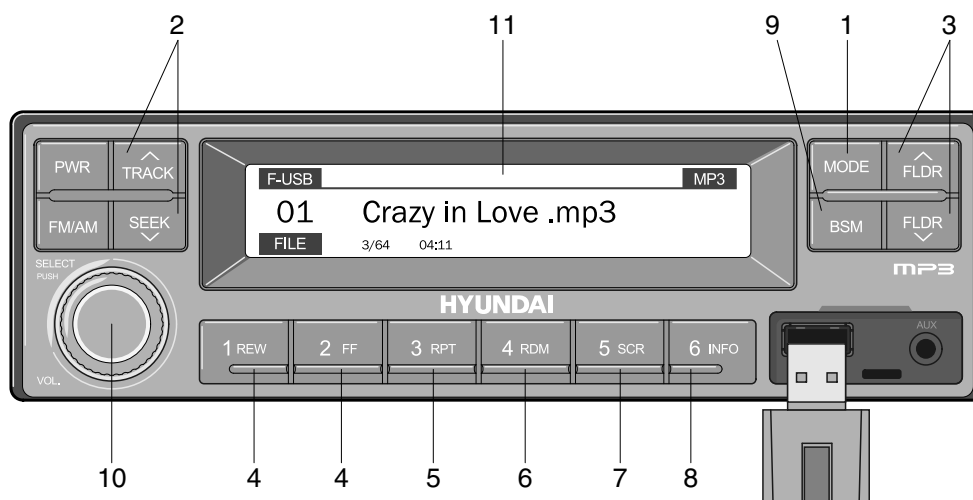 2 11 9 1 3
PWR TRACK
FM/AM SEEK
F-USB MP3
01 Crazy in Love .mp3
FILE 3/64 04:11
MODE FLDR
BSM FLDR
SELECT
PUSH
MP3
HYUNDAI
AUX
1 REW 2 FF 3 RPT 4 RDM 5 SCR 6 INFO
VOL.
10 4 4 5 6 7 8